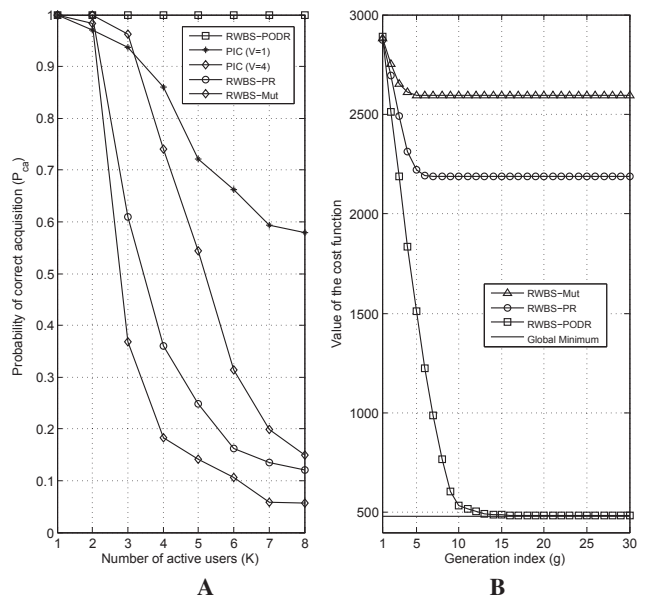 1
0.9
0.8
0.7
0.6
0.5
0.4
0.3
0.2
0.1
0
Probability of correct acquisition (P_ca)
RWBS−PODR
PIC (V=1)
PIC (V=4)
RWBS−PR
RWBS−Mut
1 2 3 4 5 6 7 8
Number of active users (K)
A
3000
2500
2000
1500
1000
500
Value of the cost function
RWBS−Mut
RWBS−PR
RWBS−PODR
Global Minimum
1 5 10 15 20 25 30
Generation index (g)
B